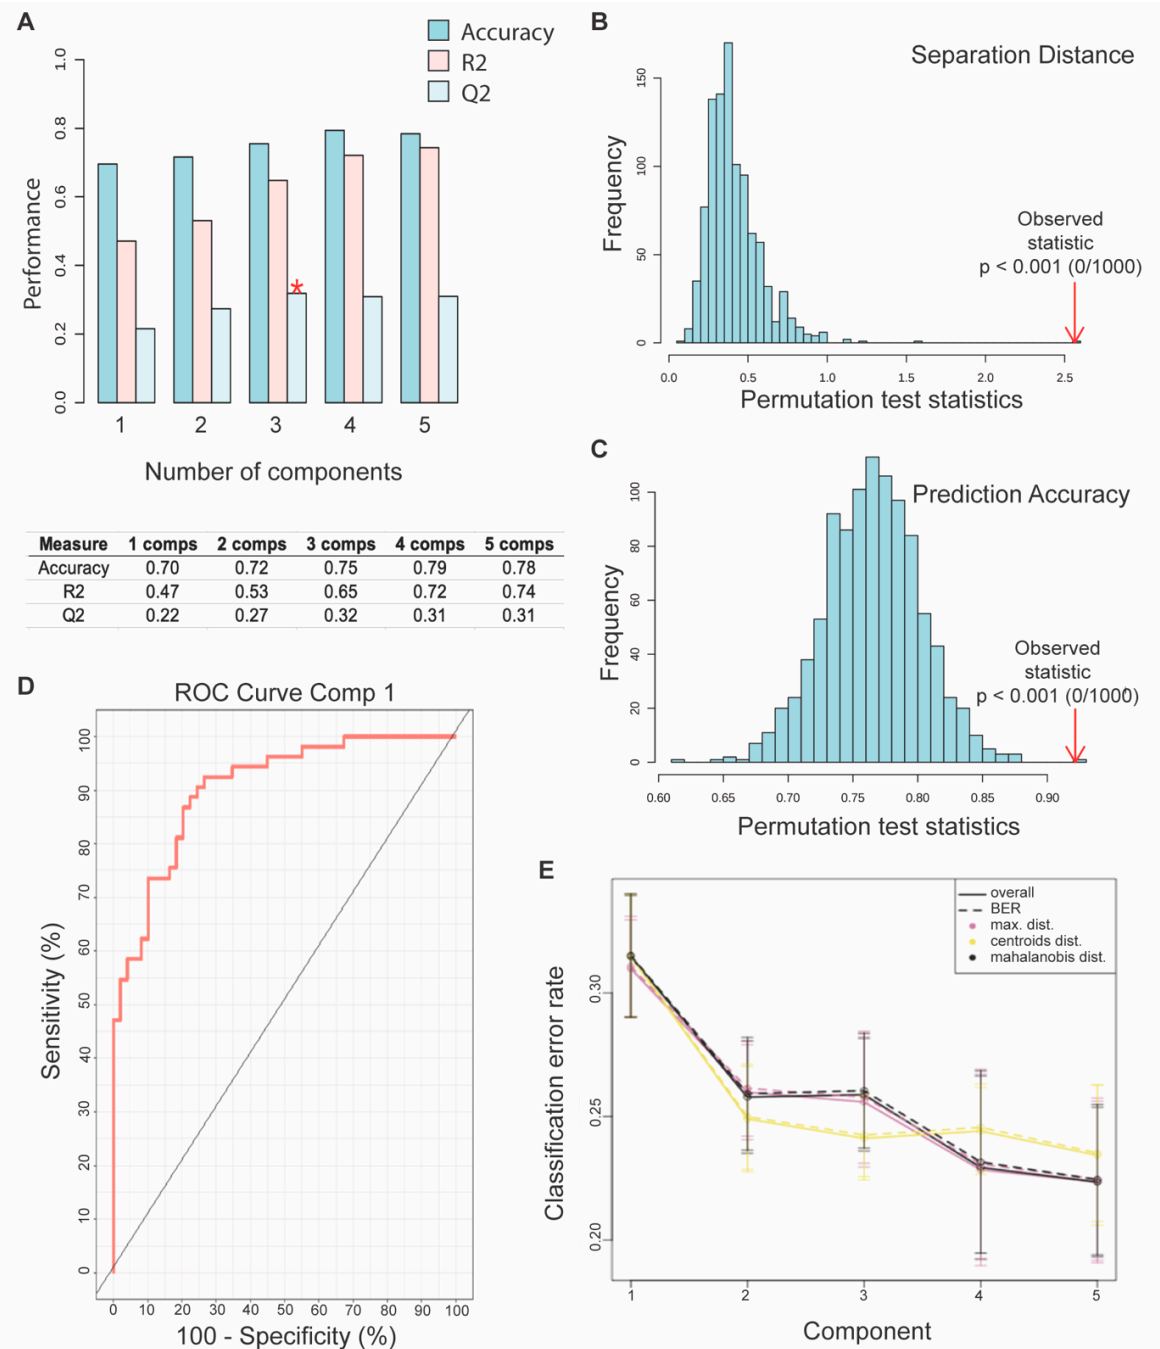 A
Accuracy
R2
Q2
Performance
0.0 0.2 0.4 0.6 0.8 1.0
*
1 2 3 4 5
Number of components
Measure 1 comps 2 comps 3 comps 4 comps 5 comps
Accuracy 0.70 0.72 0.75 0.79 0.78
R2 0.47 0.53 0.65 0.72 0.74
Q2 0.22 0.27 0.32 0.31 0.31
B
Separation Distance
Frequency
0 50 100 150
Observed
statistic
p < 0.001 (0/1000)
0.0 0.5 1.0 1.5 2.0 2.5
Permutation test statistics
C
Prediction Accuracy
Frequency
0 20 40 60 80 100
Observed
statistic
p < 0.001 (0/1000)
0.60 0.65 0.70 0.75 0.80 0.85 0.90
Permutation test statistics
D
ROC Curve Comp 1
Sensitivity (%)
0 10 20 30 40 50 60 70 80 90 100
0 10 20 30 40 50 60 70 80 90 100
100 - Specificity (%)
E
overall
BER
max. dist.
centroids dist.
mahalanobis dist.
Classification error rate
0.20 0.25 0.30
1 2 3 4 5
Component